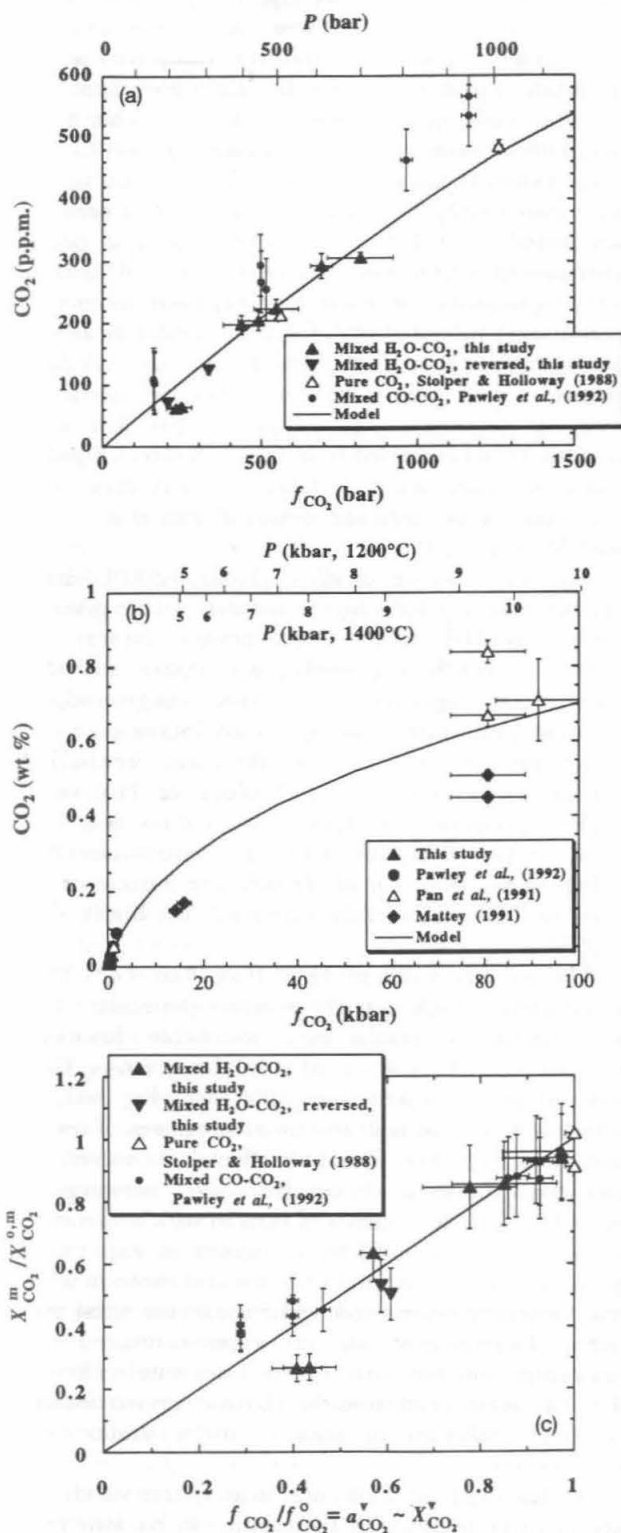 P (bar)
0 500 1000
600
500
400
300
200
100
0
(a)
CO2 (p.p.m.)
Mixed H2O-CO2, this study
Mixed H2O-CO2, reversed, this study
Pure CO2, Stolper & Holloway (1988)
Mixed CO-CO2, Pawley et al., (1992)
Model
0 500 1000 1500
fCO2 (bar)
P (kbar, 1200°C)
5 6 7 8 9 10
1
0.8
0.6
0.4
0.2
0
(b)
5 6 7 8 9 10
P (kbar, 1400°C)
CO2 (wt %)
This study
Pawley et al., (1992)
Pan et al., (1991)
Mattey (1991)
Model
0 20 40 60 80 100
fCO2 (kbar)
1.2
1
0.8
0.6
0.4
0.2
0
Mixed H2O-CO2,
this study
Mixed H2O-CO2, reversed,
this study
Pure CO2,
Stolper & Holloway (1988)
Mixed CO-CO2,
Pawley et al., (1992)
X^m_CO2 / X^o,m_CO2
(c)
0 0.2 0.4 0.6 0.8 1
fCO2/f^o_CO2 = a^v_CO2 ~ X^v_CO2